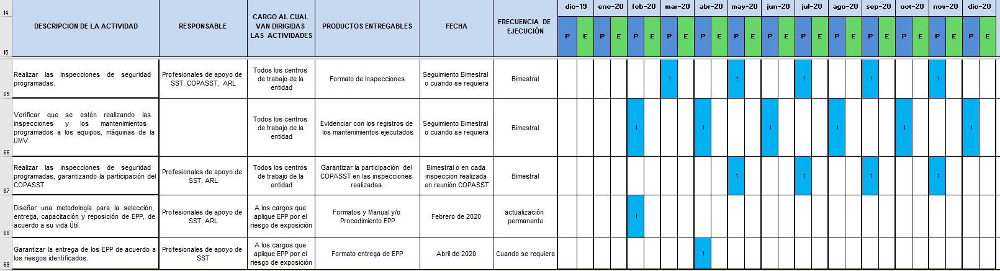 14
dic-19 ene-20 feb-20 mar-20 abr-20 may-20 jun-20 jul-20 ago-20 sep-20 oct-20 nov-20 dic-20
DESCRIPCION DE LA ACTIVIDAD
RESPONSABLE
CARGO AL CUAL
VAN DIRIGIDAS
LAS ACTIVIDADES
PRODUCTOS ENTREGABLES
FECHA
FRECUENCIA DE
EJECUCIÓN
P E P E P E P E P E P E P E P E P E P E P E P E P E
15
Realizar las inspecciones de seguridad
programadas.
Profesionales de apoyo de
SST, COPASST, ARL
Todos los centros
de trabajo de la
entidad
Formato de Inspecciones
Seguimiento Bimestral
o cuando se requiera
Bimestral
1 1 1 1 1
65
Verificar que se estén realizando las
inspecciones y los mantenimientos
programados a los equipos, máquinas de la
UMV.
Todos los centros
de trabajo de la
entidad
Evidenciar con los registros de
los mantenimientos ejecutados
Seguimiento Bimestral
o cuando se requiera
Bimestral
1 1 1 1 1 1
66
Realizar las inspecciones de seguridad
programadas, garantizando la participación del
COPASST
Profesionales de apoyo de
SST, ARL
Todos los centros
de trabajo de la
entidad
Garantizar la participación del
COPASST en las inspecciones
realizadas.
Bimestral o en cada
inspeccion realizada
en reunión COPASST
Bimestral
1 1 1 1
67
Diseñar una metodología para la selección,
entrega, capacitación y reposición de EPP, de
acuerdo a su vida Útil.
Profesionales de apoyo de
SST, ARL
A los cargos que
aplique EPP por el
riesgo de exposición
Formatos y Manual y/o
Procedimiento EPP
Febrero de 2020
actualización
permanente
1
68
Garantizar la entrega de los EPP de acuerdo a
los riesgos identificados.
Profesionales de apoyo de
SST
A los cargos que
aplique EPP por el
riesgo de exposición
Formato entrega de EPP
Abril de 2020
Cuando se requiera
1
69